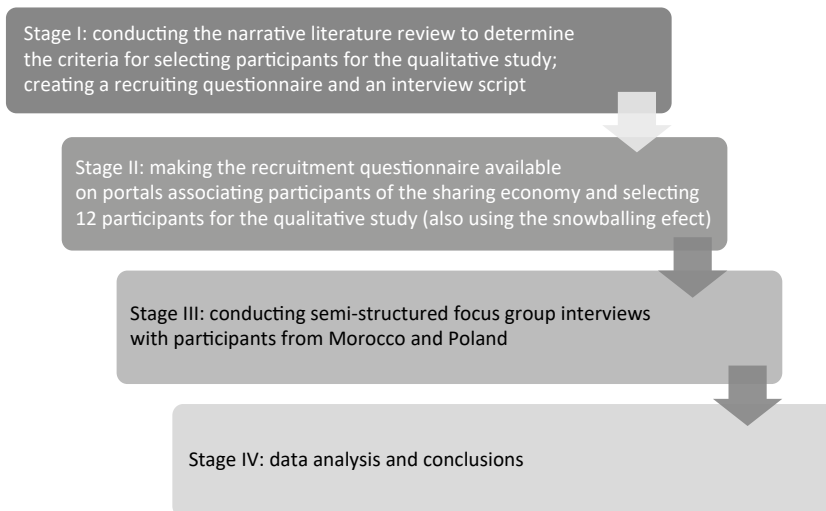 Stage I: conducting the narrative literature review to determine
the criteria for selecting participants for the qualitative study;
creating a recruiting questionnaire and an interview script
Stage II: making the recruitment questionnaire available
on portals associating participants of the sharing economy and selecting
12 participants for the qualitative study (also using the snowballing efect)
Stage III: conducting semi-structured focus group interviews
with participants from Morocco and Poland
Stage IV: data analysis and conclusions